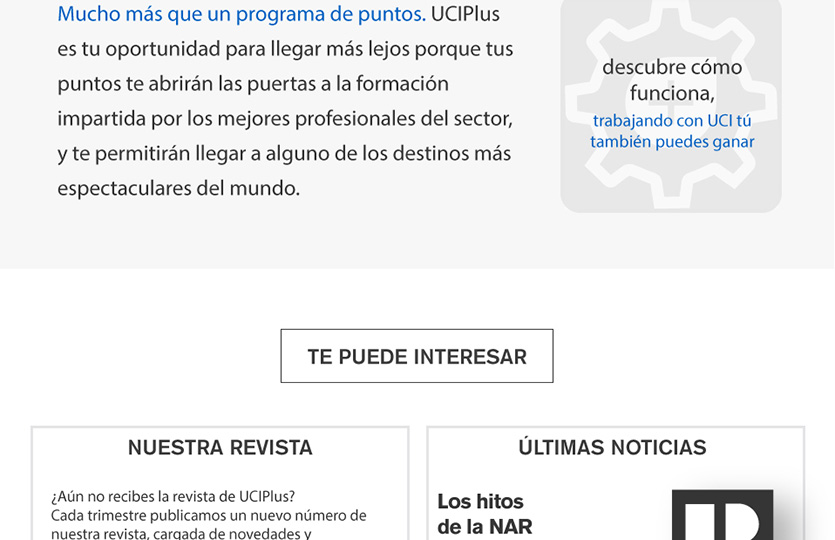 Mucho más que un programa de puntos. UCIPlus
es tu oportunidad para llegar más lejos porque tus
puntos te abrirán las puertas a la formación
impartida por los mejores profesionales del sector,
y te permitirán llegar a alguno de los destinos más
espectaculares del mundo.
descubre cómo
funciona,
trabajando con UCI tú
también puedes ganar
TE PUEDE INTERESAR
NUESTRA REVISTA
¿Aún no recibes la revista de UCIPlus?
Cada trimestre publicamos un nuevo número de
nuestra revista, cargada de novedades y
ÚLTIMAS NOTICIAS
Los hitos
de la NAR